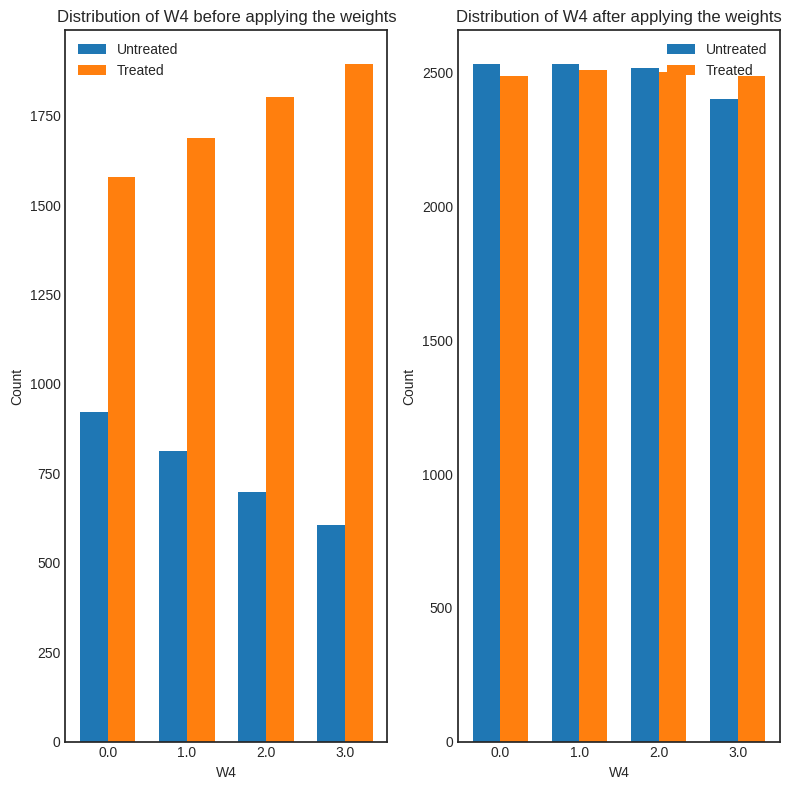 Distribution of W4 before applying the weights
Untreated
Treated
1750
1500
1250
1000
750
500
250
0
Count
0.0 1.0 2.0 3.0
W4
Distribution of W4 after applying the weights
Untreated
Treated
2500
2000
1500
1000
500
0
Count
0.0 1.0 2.0 3.0
W4